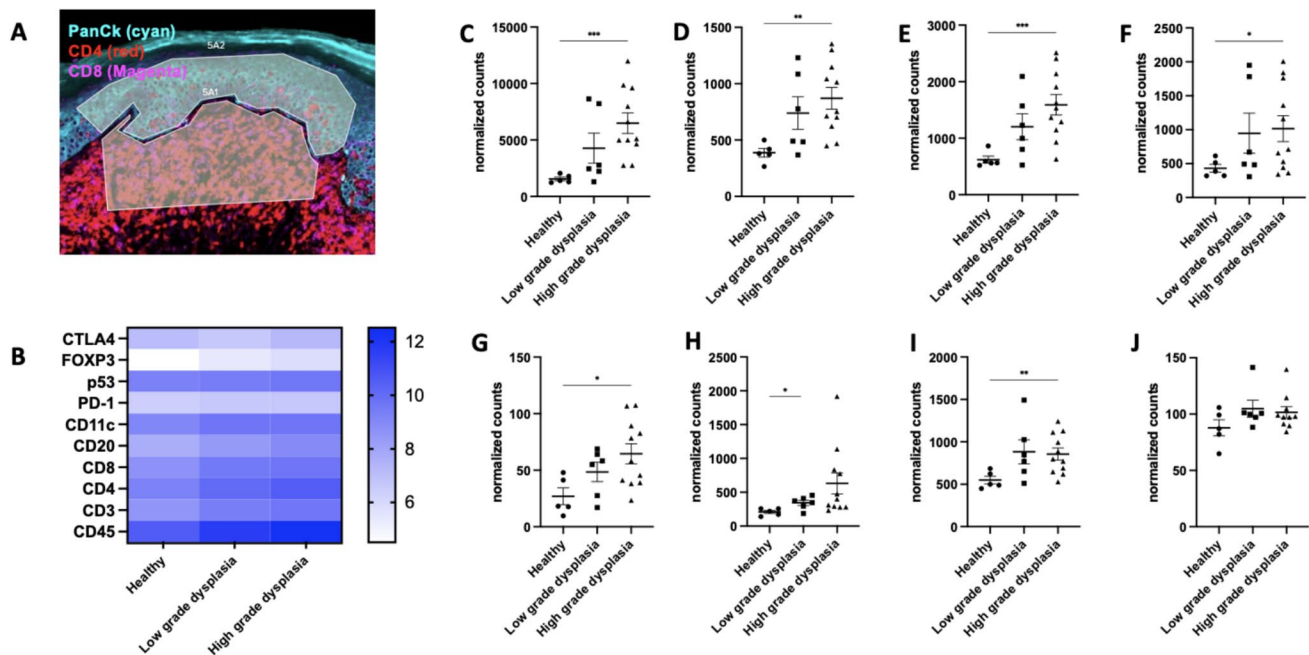 A
PanCk (cyan)
CD4 (red)
CD8 (Magenta)
5A2
5A1
C
normalized counts
15000
10000
5000
0
***
Healthy
Low grade dysplasia
High grade dysplasia
D
normalized counts
1500
1000
500
0
**
Healthy
Low grade dysplasia
High grade dysplasia
E
normalized counts
3000
2000
1000
0
***
Healthy
Low grade dysplasia
High grade dysplasia
F
normalized counts
2500
2000
1500
1000
500
0
*
Healthy
Low grade dysplasia
High grade dysplasia
B
CTLA4
FOXP3
p53
PD-1
CD11c
CD20
CD8
CD4
CD3
CD45
12
10
8
6
Healthy
Low grade dysplasia
High grade dysplasia
G
normalized counts
150
100
50
0
*
Healthy
Low grade dysplasia
High grade dysplasia
H
normalized counts
2500
2000
1500
1000
500
0
*
Healthy
Low grade dysplasia
High grade dysplasia
I
normalized counts
2000
1500
1000
500
0
**
Healthy
Low grade dysplasia
High grade dysplasia
J
normalized counts
150
100
50
0
Healthy
Low grade dysplasia
High grade dysplasia